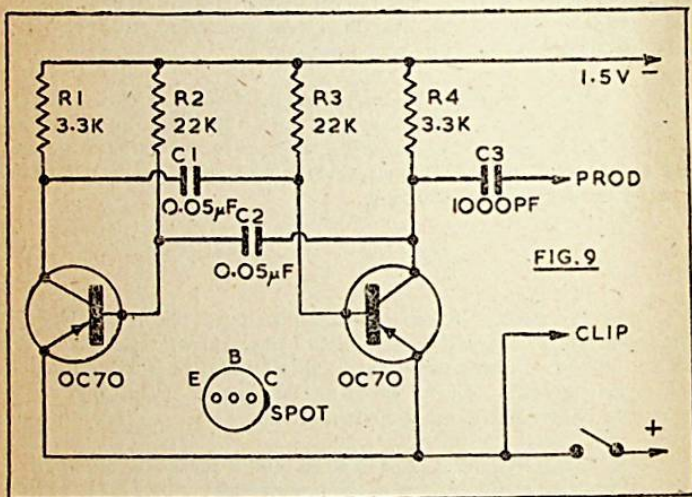 1.5V −
R1
3.3K
R2
22K
R3
22K
R4
3.3K
C1
0.05µF
C2
0.05µF
C3
1000PF
PROD
FIG.9
CLIP
OC70
OC70
B
E
C
SPOT
+